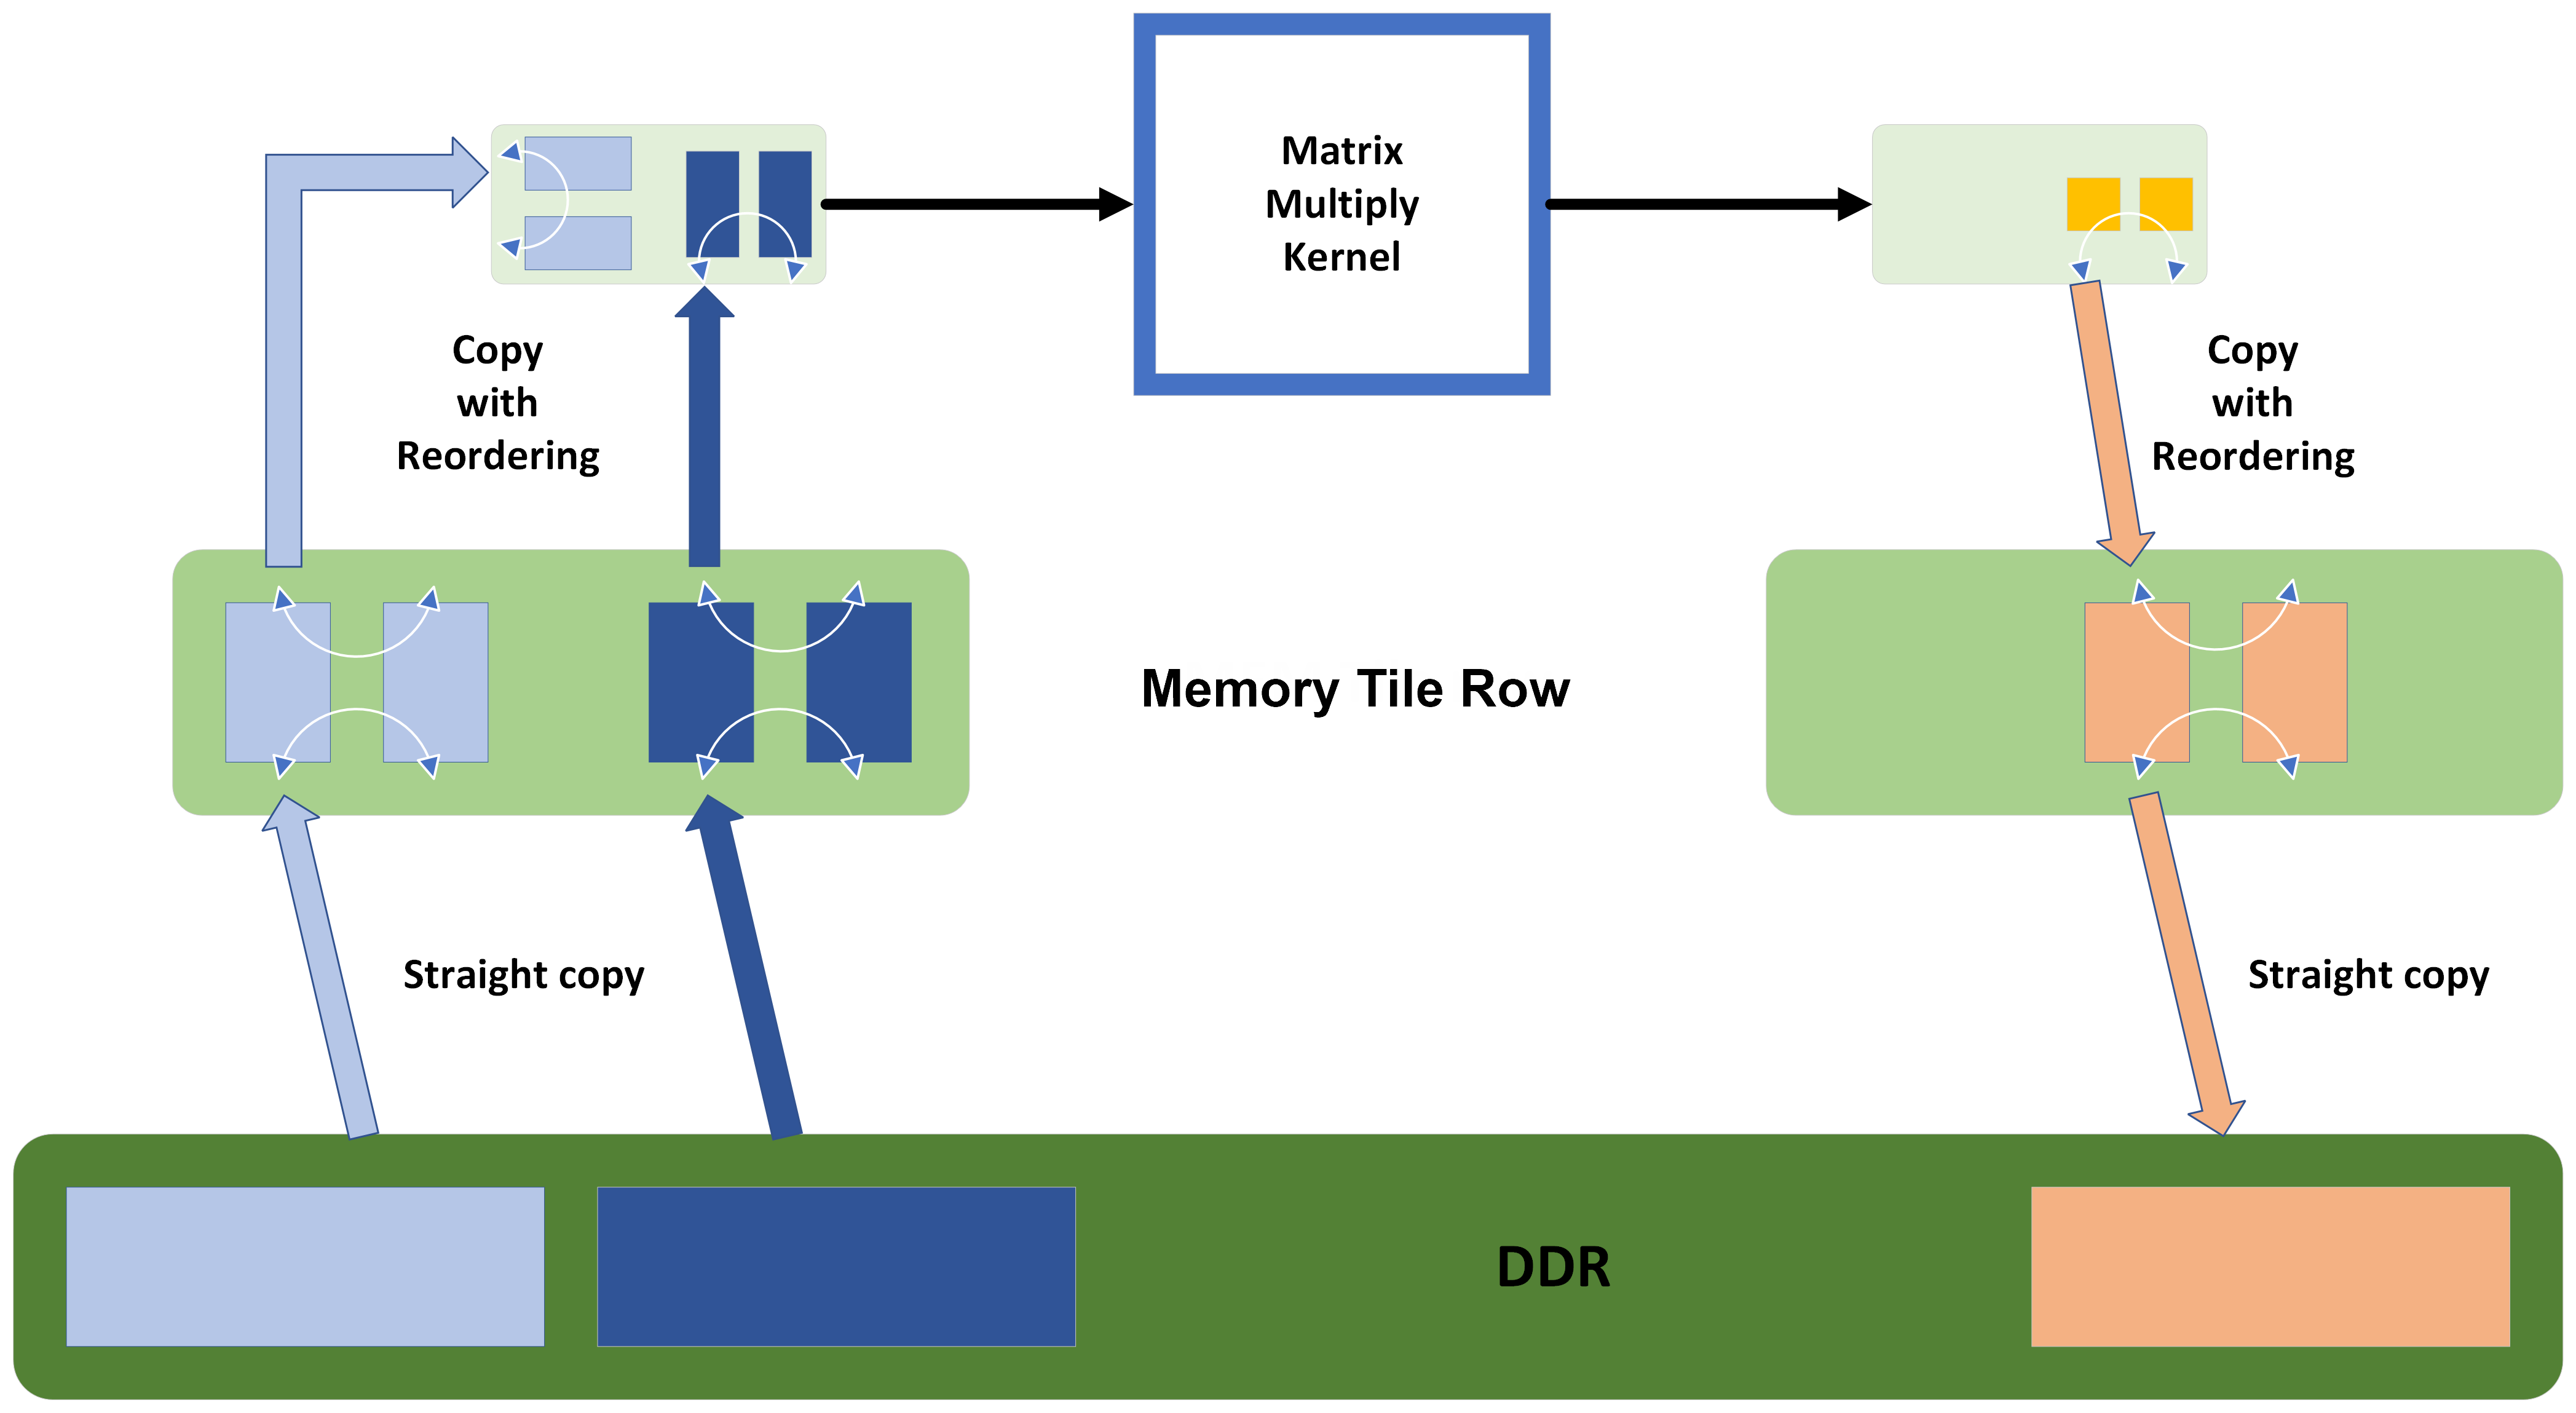 Matrix
Multiply
Kernel
Copy
with
Reordering
Copy
with
Reordering
Memory Tile Row
Straight copy
Straight copy
DDR